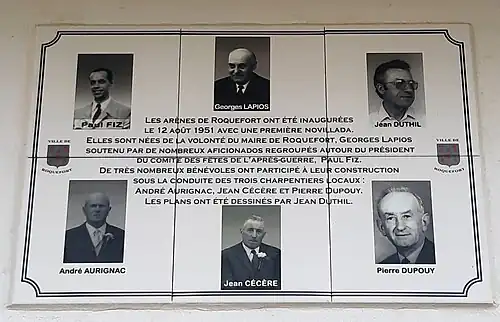 Paul FIZ
Georges LAPIOS
Jean DUTHIL
LES ARÈNES DE ROQUEFORT ONT ÉTÉ INAUGURÉES
LE 12 AOÛT 1951 AVEC UNE PREMIÈRE NOVILLADA.
ELLES SONT NÉES DE LA VOLONTÉ DU MAIRE DE ROQUEFORT, GEORGES LAPIOS
SOUTENU PAR DE NOMBREUX AFICIONADOS REGROUPÉS AUTOUR DU PRÉSIDENT
DU COMITÉ DES FÊTES DE L'APRÈS-GUERRE, PAUL FIZ.
DE TRÈS NOMBREUX BÉNÉVOLES ONT PARTICIPÉ À LEUR CONSTRUCTION
SOUS LA CONDUITE DES TROIS CHARPENTIERS LOCAUX :
ANDRÉ AURIGNAC, JEAN CÉCÈRE ET PIERRE DUPOUY.
LES PLANS ONT ÉTÉ DESSINÉS PAR JEAN DUTHIL.
VILLE DE
ROQUEFORT
VILLE DE
ROQUEFORT
André AURIGNAC
Jean CÉCÈRE
Pierre DUPOUY